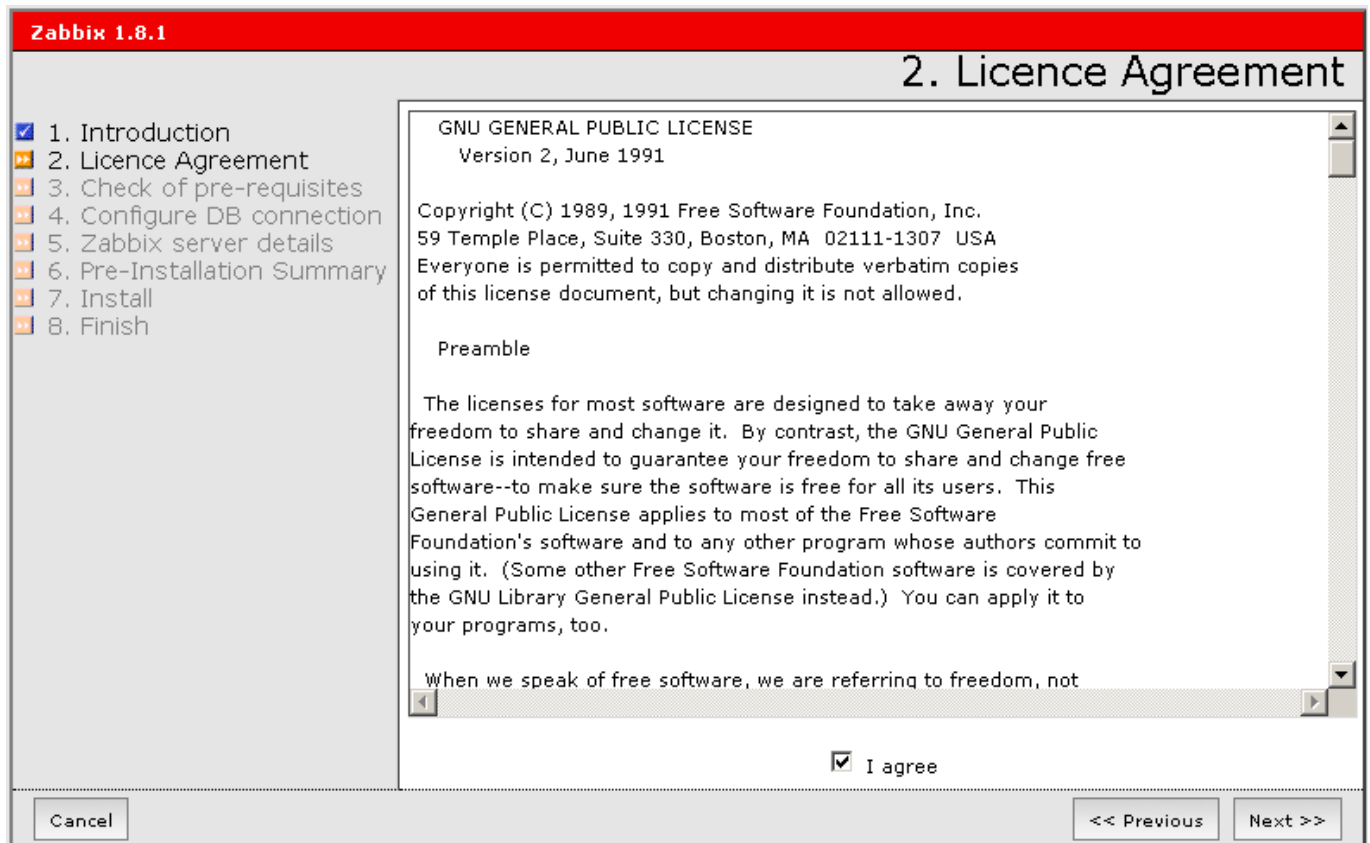 Zabbix 1.8.1
2. Licence Agreement
1. Introduction
2. Licence Agreement
3. Check of pre-requisites
4. Configure DB connection
5. Zabbix server details
6. Pre-Installation Summary
7. Install
8. Finish
GNU GENERAL PUBLIC LICENSE
Version 2, June 1991
Copyright (C) 1989, 1991 Free Software Foundation, Inc.
59 Temple Place, Suite 330, Boston, MA  02111-1307  USA
Everyone is permitted to copy and distribute verbatim copies
of this license document, but changing it is not allowed.
Preamble
The licenses for most software are designed to take away your
freedom to share and change it.  By contrast, the GNU General Public
License is intended to guarantee your freedom to share and change free
software--to make sure the software is free for all its users.  This
General Public License applies to most of the Free Software
Foundation's software and to any other program whose authors commit to
using it.  (Some other Free Software Foundation software is covered by
the GNU Library General Public License instead.)  You can apply it to
your programs, too.
When we speak of free software, we are referring to freedom, not
I agree
Cancel
<< Previous
Next >>